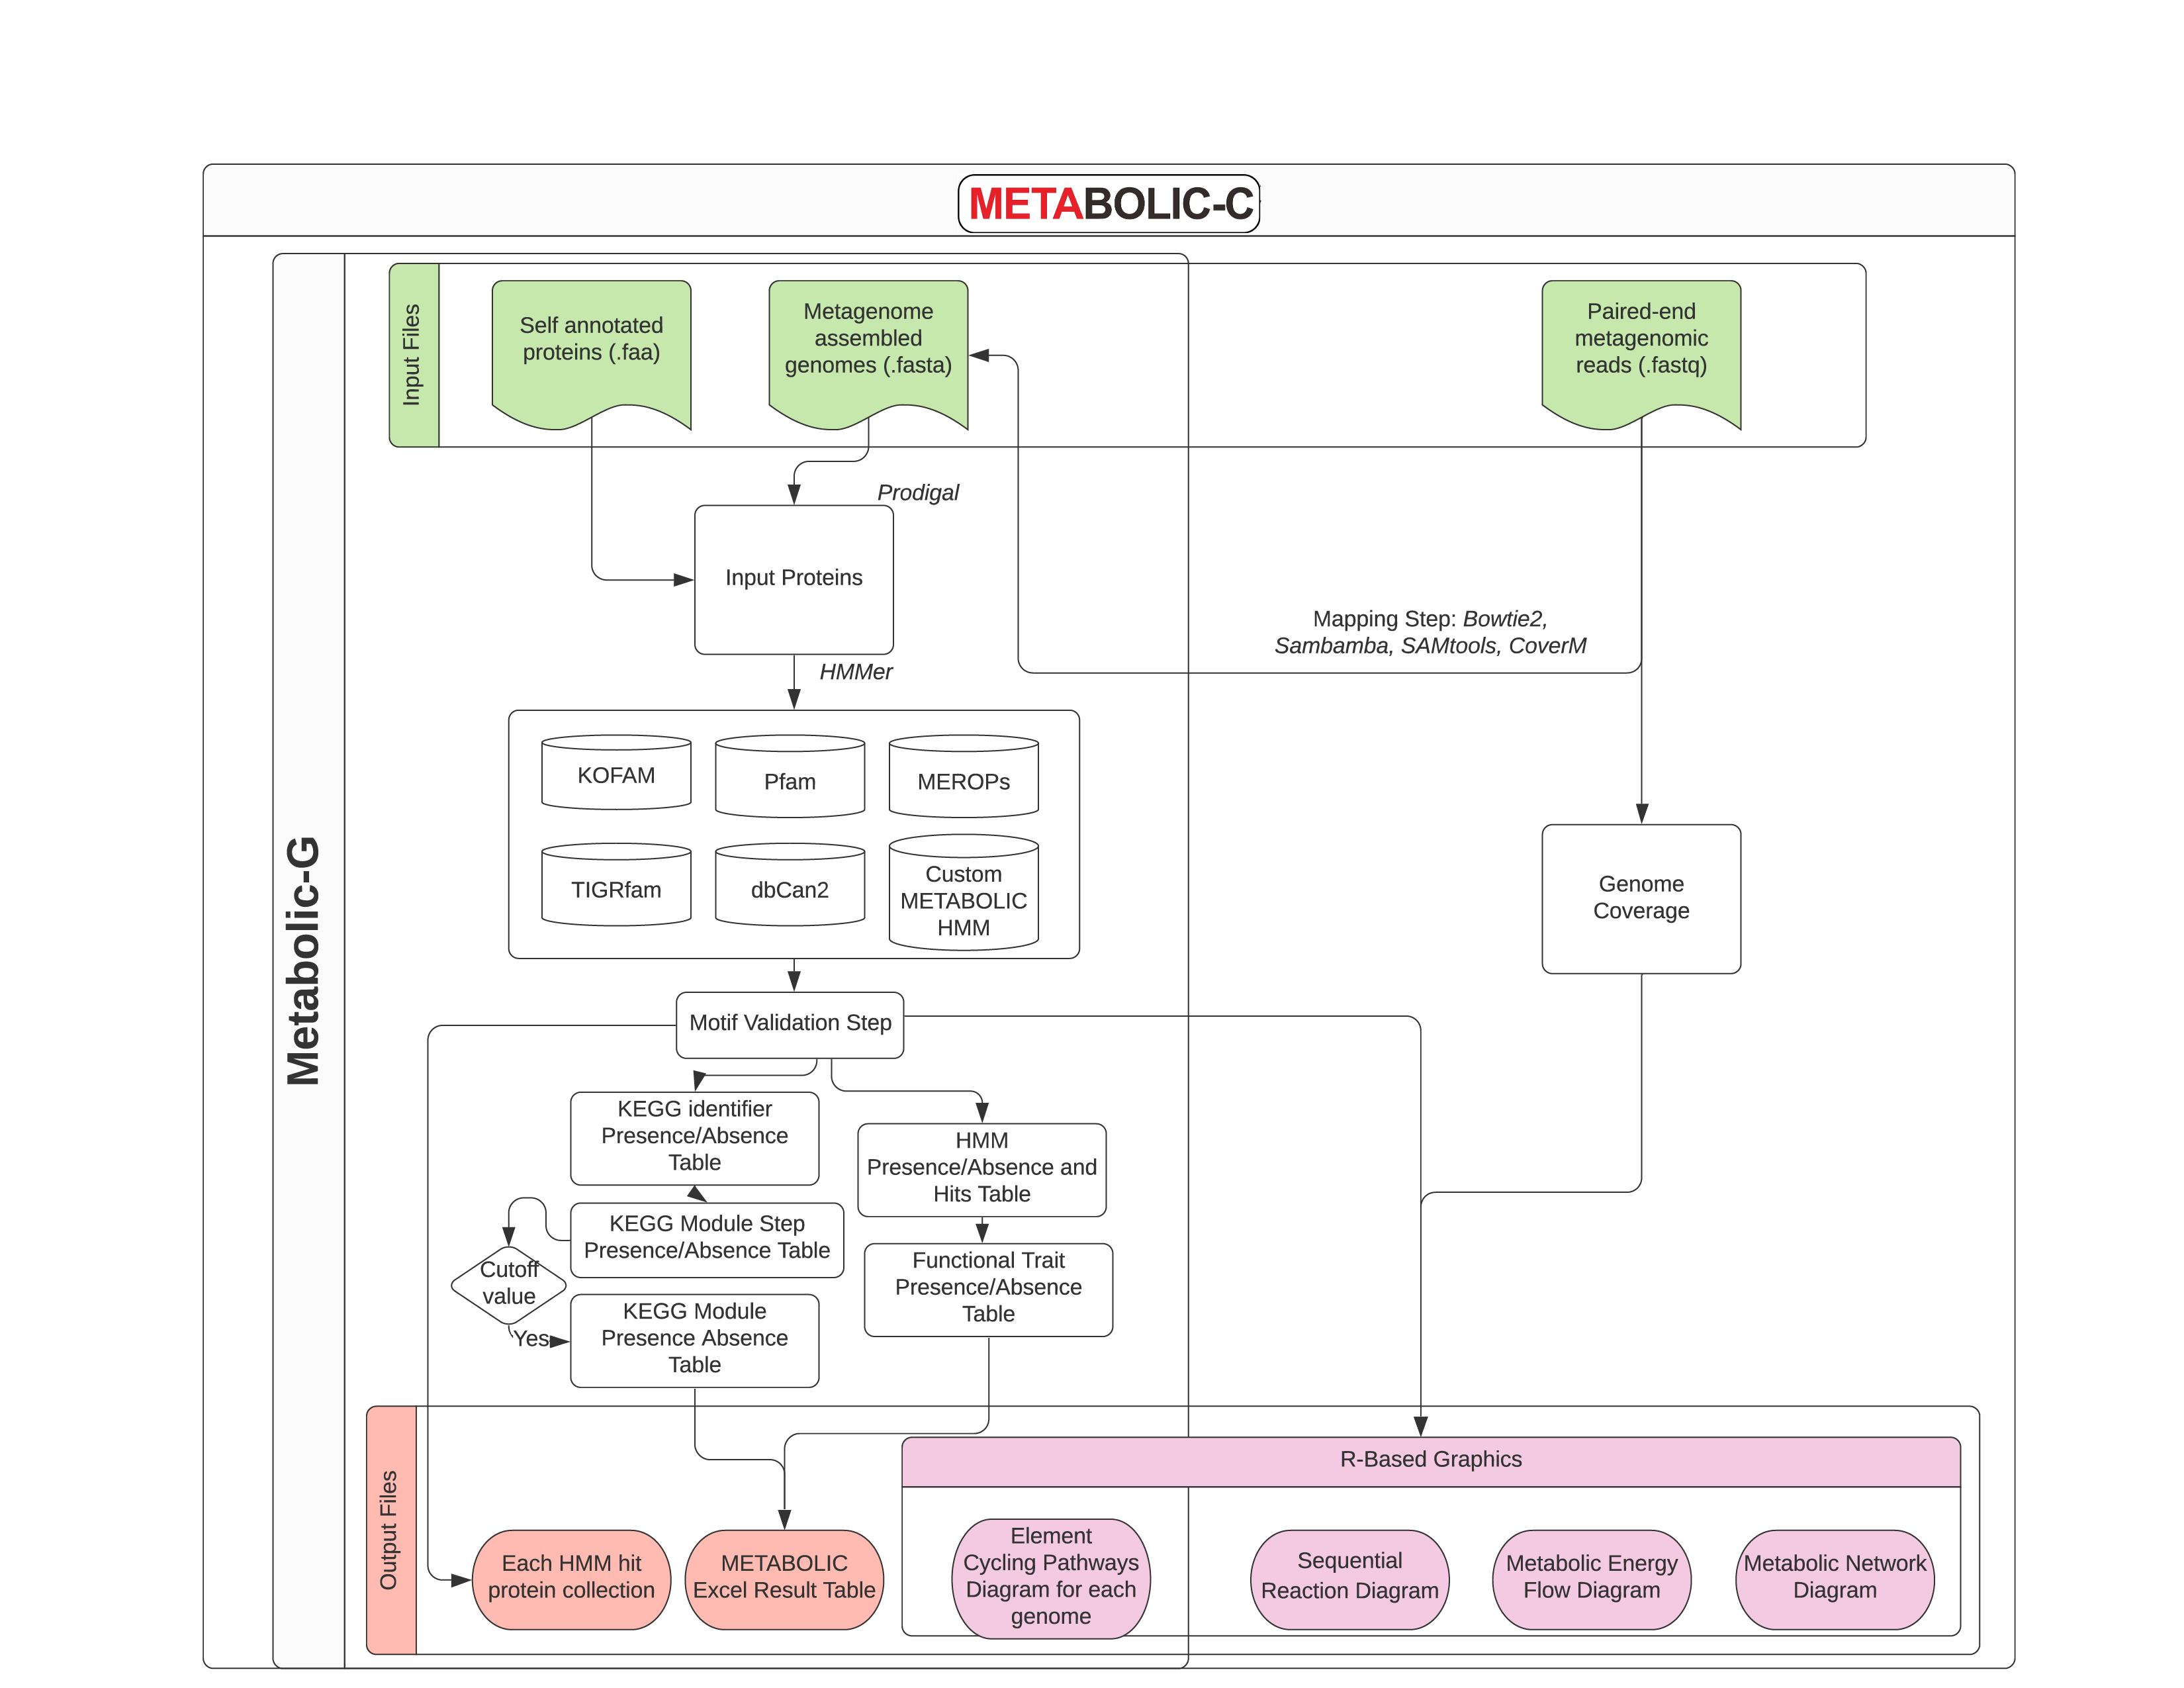 METABOLIC-C
Metabolic-G
Input Files
Self annotated
proteins (.faa)
Metagenome
assembled
genomes (.fasta)
Paired-end
metagenomic
reads (.fastq)
Prodigal
Input Proteins
Mapping Step: Bowtie2,
Sambamba, SAMtools, CoverM
HMMer
KOFAM
Pfam
MEROPs
TIGRfam
dbCan2
Custom
METABOLIC
HMM
Genome
Coverage
Motif Validation Step
KEGG identifier
Presence/Absence
Table
HMM
Presence/Absence and
Hits Table
KEGG Module Step
Presence/Absence Table
Cutoff
value
Functional Trait
Presence/Absence
Table
Yes
KEGG Module
Presence Absence
Table
Output Files
R-Based Graphics
Each HMM hit
protein collection
METABOLIC
Excel Result Table
Element
Cycling Pathways
Diagram for each
genome
Sequential
Reaction Diagram
Metabolic Energy
Flow Diagram
Metabolic Network
Diagram